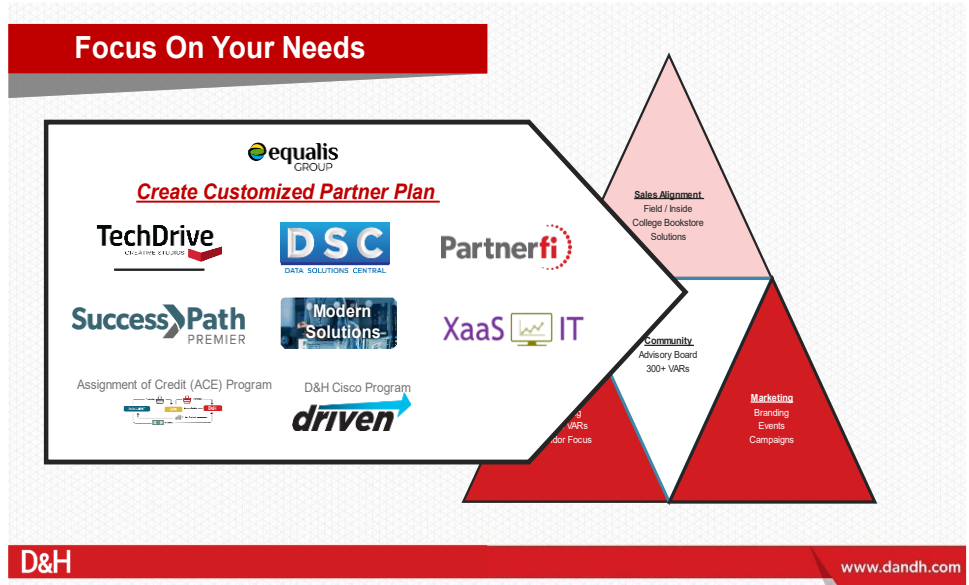 Focus On Your Needs
equalis
GROUP
Create Customized Partner Plan
TechDrive
CREATIVE STUDIOS
DSC
DATA SOLUTIONS CENTRAL
Partnerfi
SuccessPath
PREMIER
Modern
Solutions
XaaS IT
Assignment of Credit (ACE) Program
D&H Cisco Program
driven
Sales Alignment
Field / Inside
College Bookstore
Solutions
Community
Advisory Board
300+ VARs
VARs
Focus
Marketing
Branding
Events
Campaigns
D&H
www.dandh.com